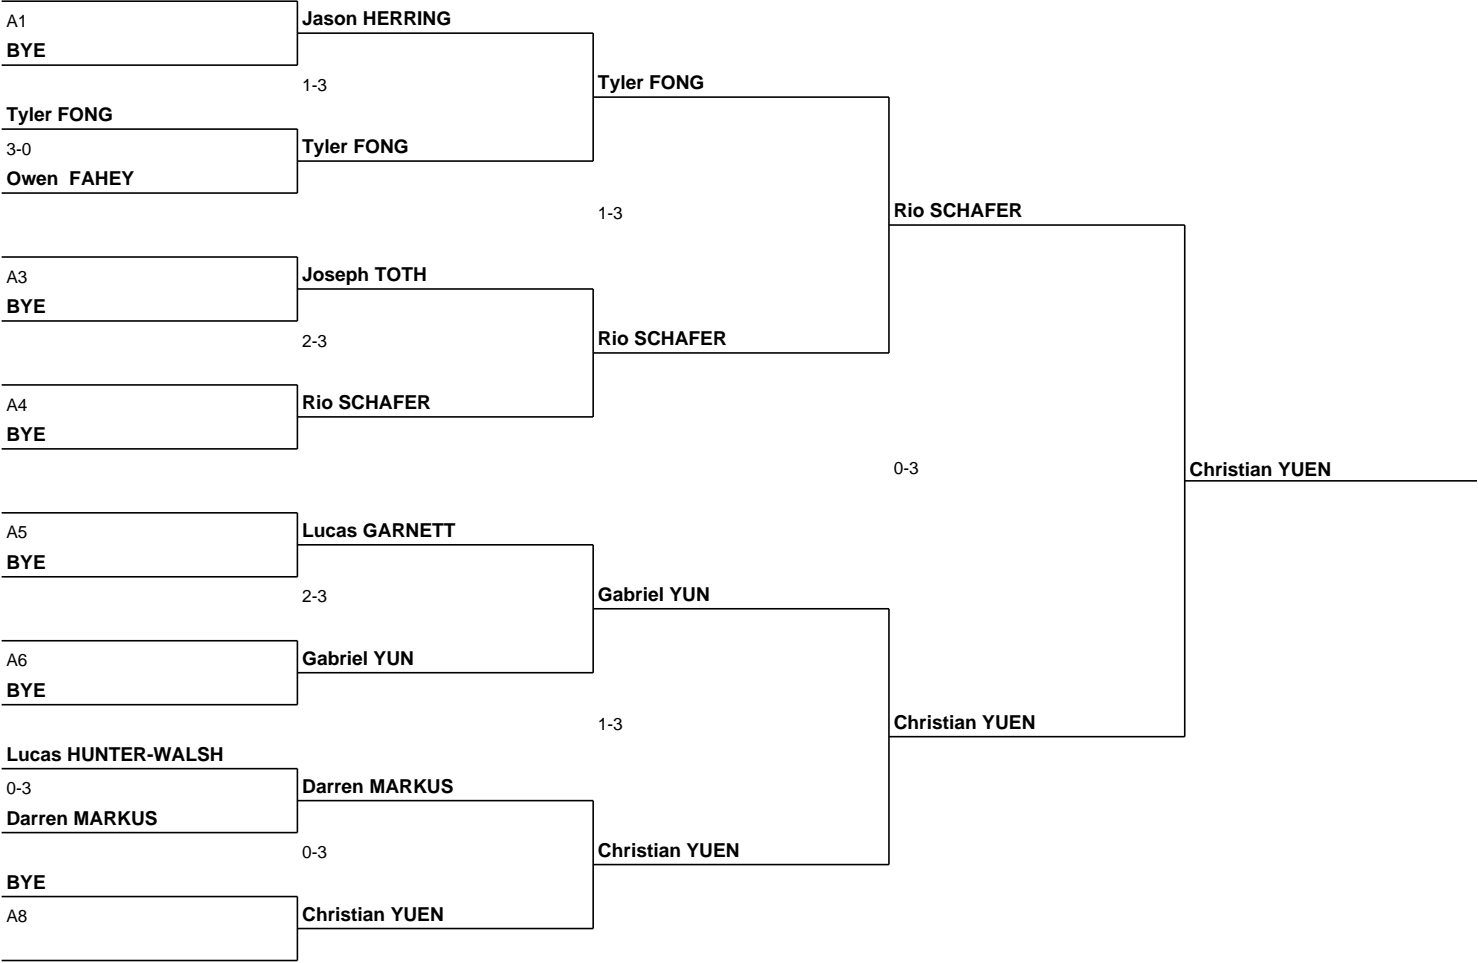 A1
BYE
Jason HERRING
1-3
Tyler FONG
Tyler FONG
3-0
Owen FAHEY
Tyler FONG
1-3
Rio SCHAFER
A3
BYE
Joseph TOTH
2-3
Rio SCHAFER
A4
BYE
Rio SCHAFER
0-3
Christian YUEN
A5
BYE
Lucas GARNETT
2-3
Gabriel YUN
A6
BYE
Gabriel YUN
1-3
Christian YUEN
Lucas HUNTER-WALSH
0-3
Darren MARKUS
Darren MARKUS
0-3
Christian YUEN
BYE
A8
Christian YUEN